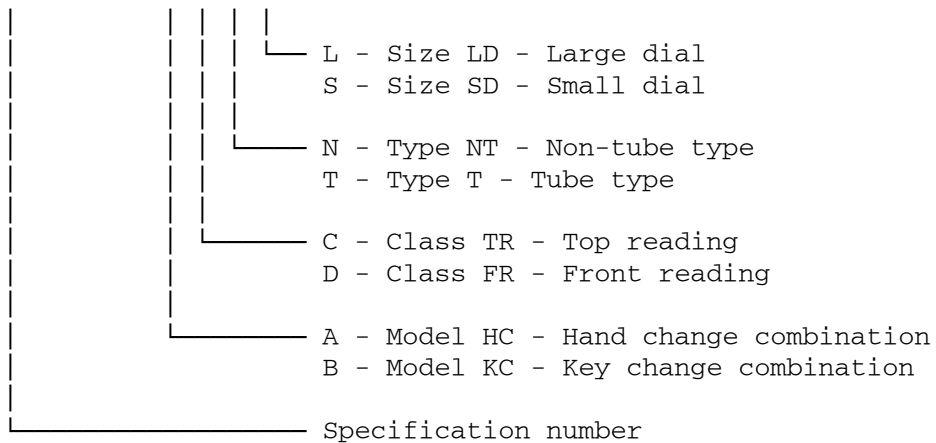 L - Size LD - Large dial
S - Size SD - Small dial
N - Type NT - Non-tube type
T - Type T - Tube type
C - Class TR - Top reading
D - Class FR - Front reading
A - Model HC - Hand change combination
B - Model KC - Key change combination
Specification number